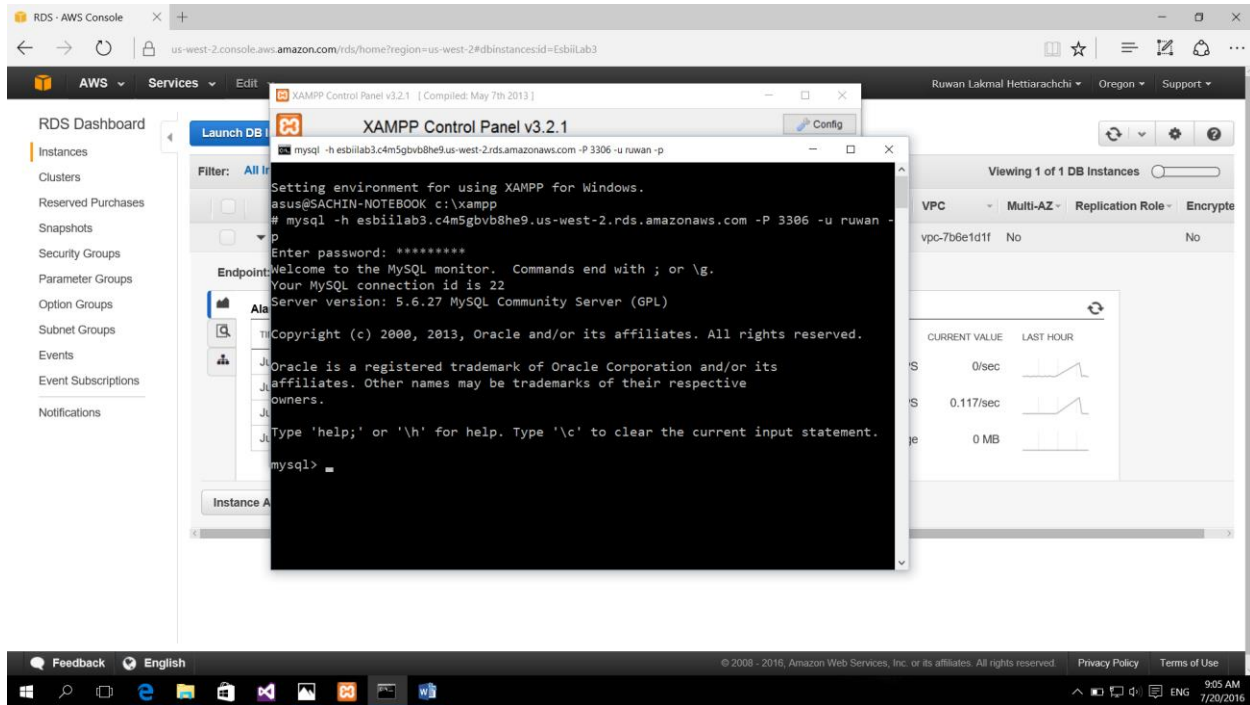 RDS · AWS Console
us-west-2.console.aws.amazon.com/rds/home?region=us-west-2#dbinstances:id=EsbiiLab3
AWS Services Edit Ruwan Lakmal Hettiarachchi Oregon Support
RDS Dashboard
Instances
Clusters
Reserved Purchases
Snapshots
Security Groups
Parameter Groups
Option Groups
Subnet Groups
Events
Event Subscriptions
Notifications
Launch DB
Filter: All
Viewing 1 of 1 DB Instances
VPC Multi-AZ Replication Role Encrypte
vpc-7b6e1d1f No No
Endpoint:
CURRENT VALUE LAST HOUR
0/sec
0.117/sec
0 MB
Instance A
XAMPP Control Panel v3.2.1 [ Compiled: May 7th 2013 ]
XAMPP Control Panel v3.2.1
Config
mysql -h esbiilab3.c4m5gbvb8he9.us-west-2.rds.amazonaws.com -P 3306 -u ruwan -p
Setting environment for using XAMPP for Windows.
asus@SACHIN-NOTEBOOK c:\xampp
# mysql -h esbiilab3.c4m5gbvb8he9.us-west-2.rds.amazonaws.com -P 3306 -u ruwan -
p
Enter password: *********
Welcome to the MySQL monitor.  Commands end with ; or \g.
Your MySQL connection id is 22
Server version: 5.6.27 MySQL Community Server (GPL)
Copyright (c) 2000, 2013, Oracle and/or its affiliates. All rights reserved.
Oracle is a registered trademark of Oracle Corporation and/or its
affiliates. Other names may be trademarks of their respective
owners.
Type 'help;' or '\h' for help. Type '\c' to clear the current input statement.
mysql>
Feedback English
© 2008 - 2016, Amazon Web Services, Inc. or its affiliates. All rights reserved. Privacy Policy Terms of Use
ENG
9:05 AM
7/20/2016